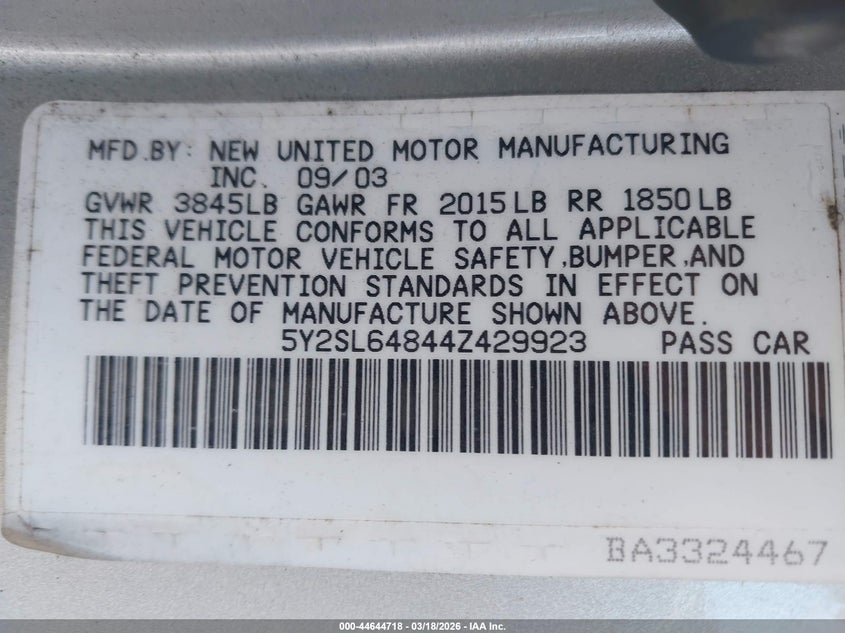 MFD.BY: NEW UNITED MOTOR MANUFACTURING
INC. 09/03
GVWR 3845LB GAWR FR 2015LB RR 1850LB
THIS VEHICLE CONFORMS TO ALL APPLICABLE
FEDERAL MOTOR VEHICLE SAFETY,BUMPER,AND
THEFT PREVENTION STANDARDS IN EFFECT ON
THE DATE OF MANUFACTURE SHOWN ABOVE.
5Y2SL64844Z429923 PASS CAR
BA3324467
000-44644718 - 03/18/2026 - IAA Inc.